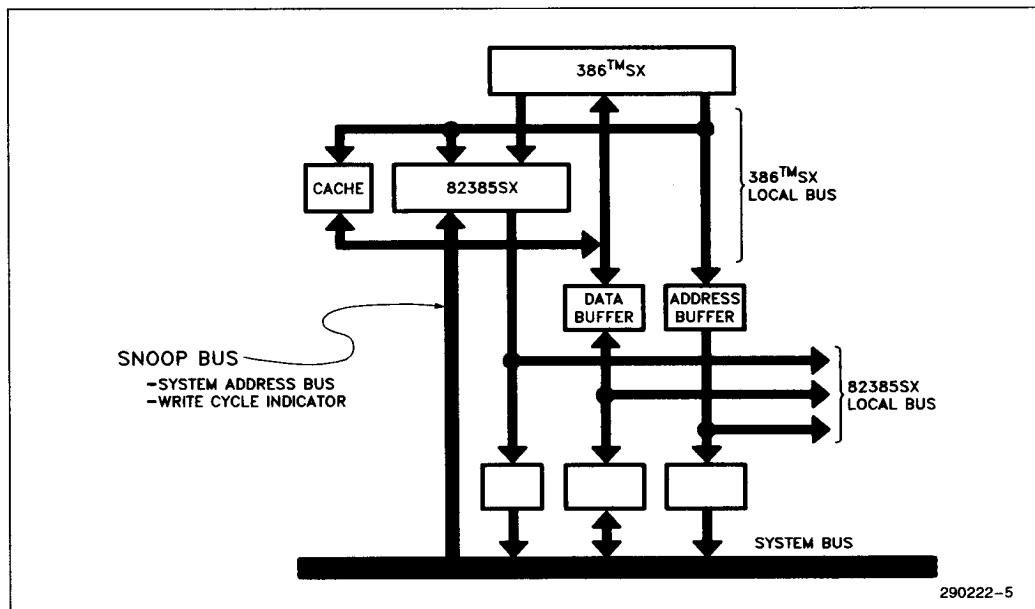 386™SX
CACHE
82385SX
386™SX
LOCAL BUS
DATA
BUFFER
ADDRESS
BUFFER
SNOOP BUS
-SYSTEM ADDRESS BUS
-WRITE CYCLE INDICATOR
82385SX
LOCAL BUS
SYSTEM BUS
290222-5